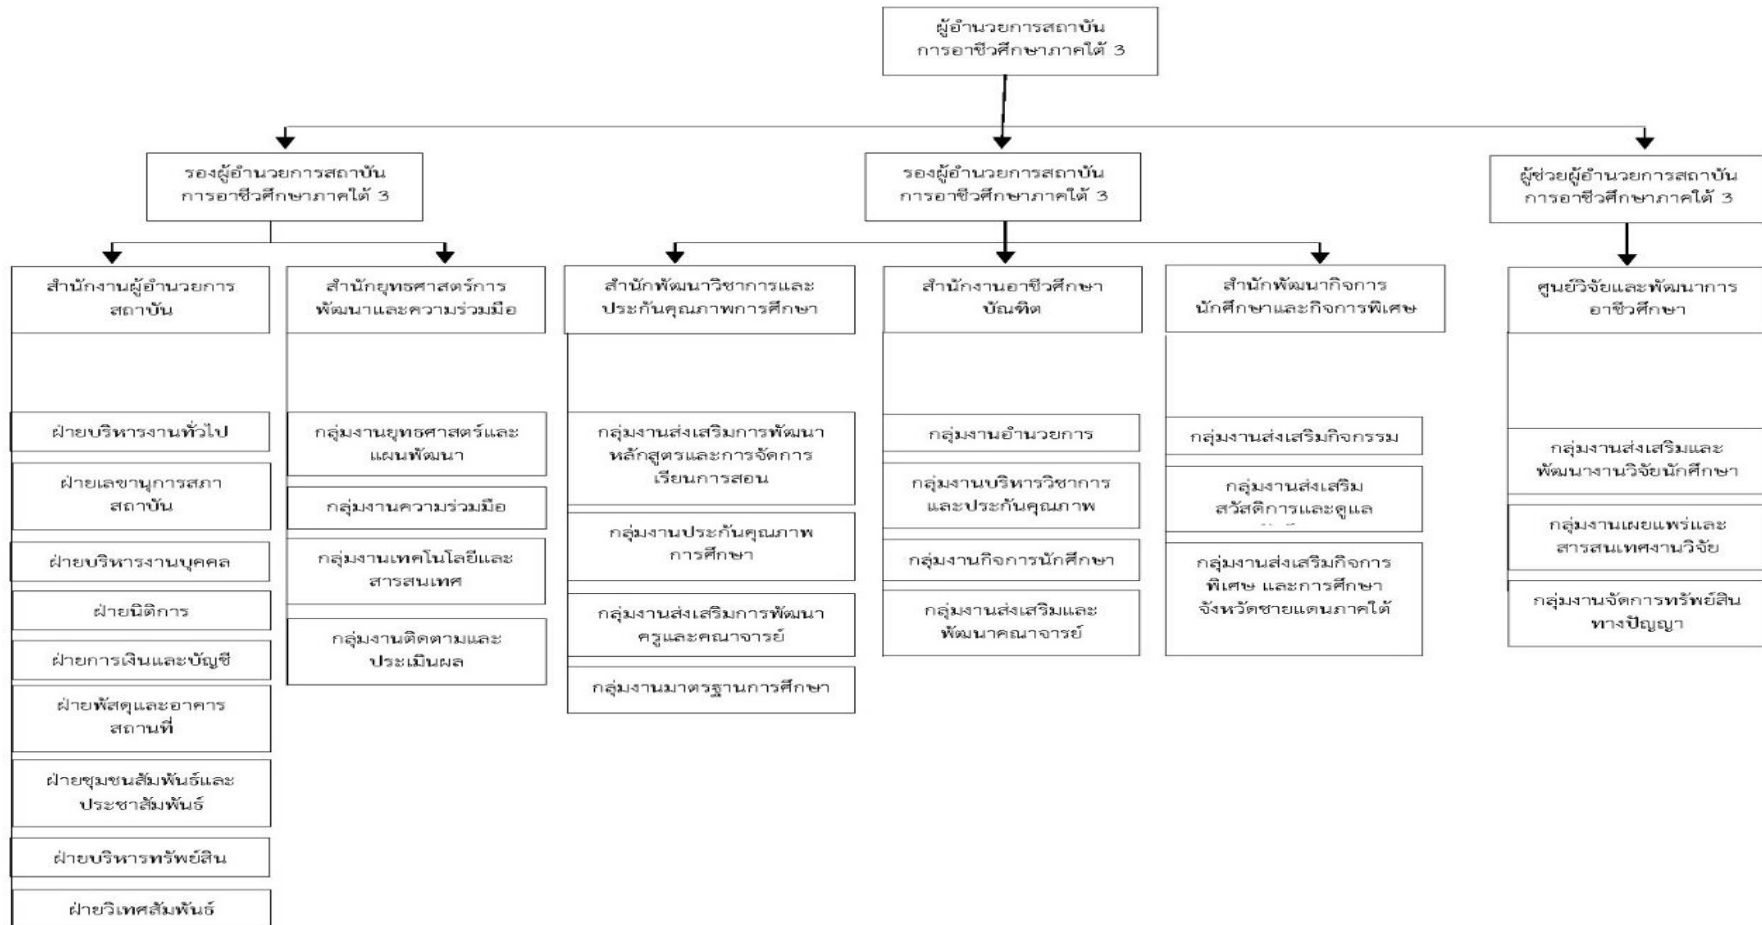 ผู้อำนวยการสถาบัน
การอาชีวศึกษาภาคใต้ 3
รองผู้อำนวยการสถาบัน
การอาชีวศึกษาภาคใต้ 3
รองผู้อำนวยการสถาบัน
การอาชีวศึกษาภาคใต้ 3
ผู้ช่วยผู้อำนวยการสถาบัน
การอาชีวศึกษาภาคใต้ 3
สำนักงานผู้อำนวยการ
สถาบัน
สำนักยุทธศาสตร์การ
พัฒนาและความร่วมมือ
สำนักพัฒนาวิชาการและ
ประกันคุณภาพการศึกษา
สำนักงานอาชีวศึกษา
บัณฑิต
สำนักพัฒนากิจการ
นักศึกษาและกิจการพิเศษ
ศูนย์วิจัยและพัฒนาการ
อาชีวศึกษา
ฝ่ายบริหารงานทั่วไป
ฝ่ายเลขานุการสภา
สถาบัน
ฝ่ายบริหารงานบุคคล
ฝ่ายนิติการ
ฝ่ายการเงินและบัญชี
ฝ่ายพัสดุและอาคาร
สถานที่
ฝ่ายชุมชนสัมพันธ์และ
ประชาสัมพันธ์
ฝ่ายบริหารทรัพย์สิน
ฝ่ายวิเทศสัมพันธ์
กลุ่มงานยุทธศาสตร์และ
แผนพัฒนา
กลุ่มงานความร่วมมือ
กลุ่มงานเทคโนโลยีและ
สารสนเทศ
กลุ่มงานติดตามและ
ประเมินผล
กลุ่มงานส่งเสริมการพัฒนา
หลักสูตรและการจัดการ
เรียนการสอน
กลุ่มงานประกันคุณภาพ
การศึกษา
กลุ่มงานส่งเสริมการพัฒนา
ครูและคณาจารย์
กลุ่มงานมาตรฐานการศึกษา
กลุ่มงานอำนวยการ
กลุ่มงานบริหารวิชาการ
และประกันคุณภาพ
กลุ่มงานกิจการนักศึกษา
กลุ่มงานส่งเสริมและ
พัฒนาคณาจารย์
กลุ่มงานส่งเสริมกิจกรรม
กลุ่มงานส่งเสริม
สวัสดิการและดูแล
กลุ่มงานส่งเสริมกิจการ
พิเศษ และการศึกษา
จังหวัดชายแดนภาคใต้
กลุ่มงานส่งเสริมและ
พัฒนางานวิจัยนักศึกษา
กลุ่มงานเผยแพร่และ
สารสนเทศงานวิจัย
กลุ่มงานจัดการทรัพย์สิน
ทางปัญญา